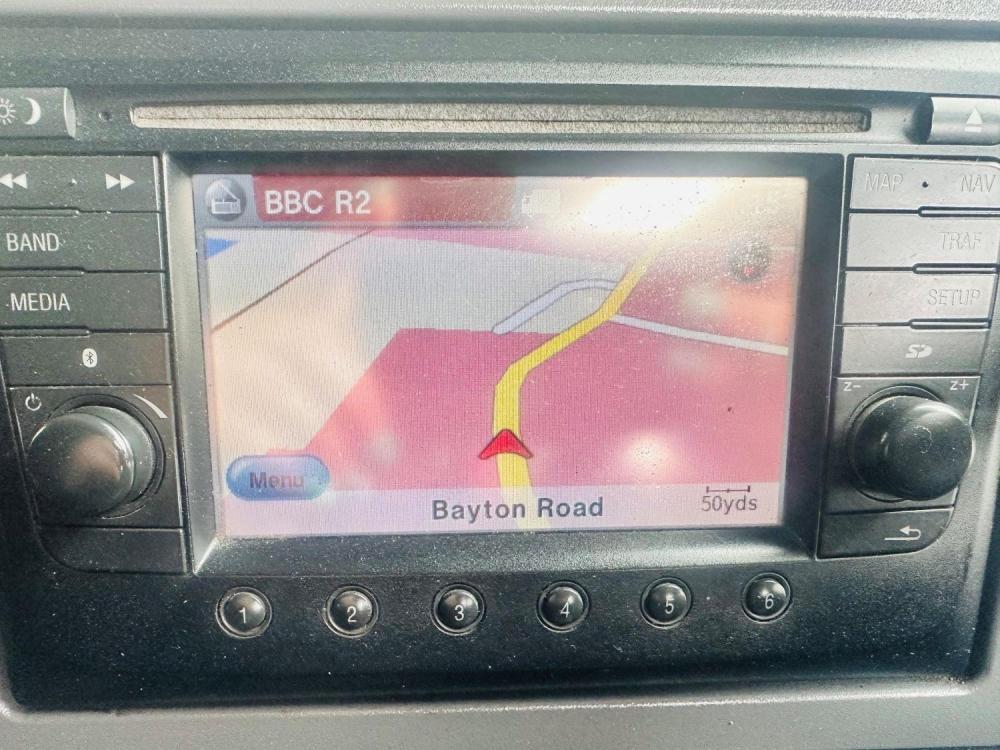 BBC R2
MAP · NAV
BAND
TRAF
MEDIA
SETUP
SD
Z- Z+
Menu
Bayton Road
50yds
1 2 3 4 5 6